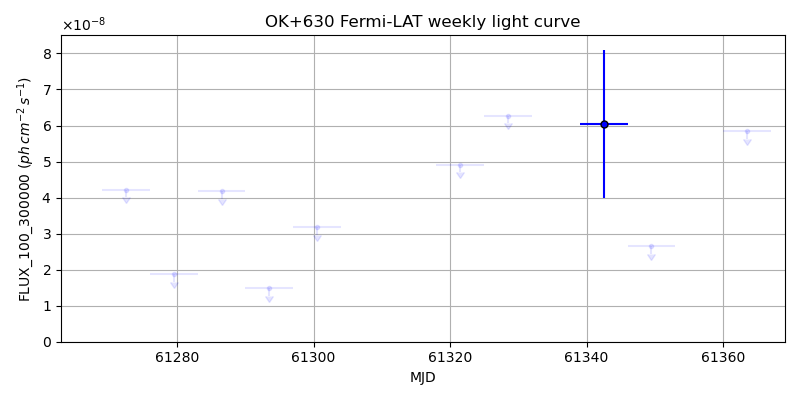 OK+630 Fermi-LAT weekly light curve
×10⁻⁸
8
7
6
5
4
3
2
1
0
FLUX_100_300000 (ph cm⁻² s⁻¹)
61280 61300 61320 61340 61360
MJD